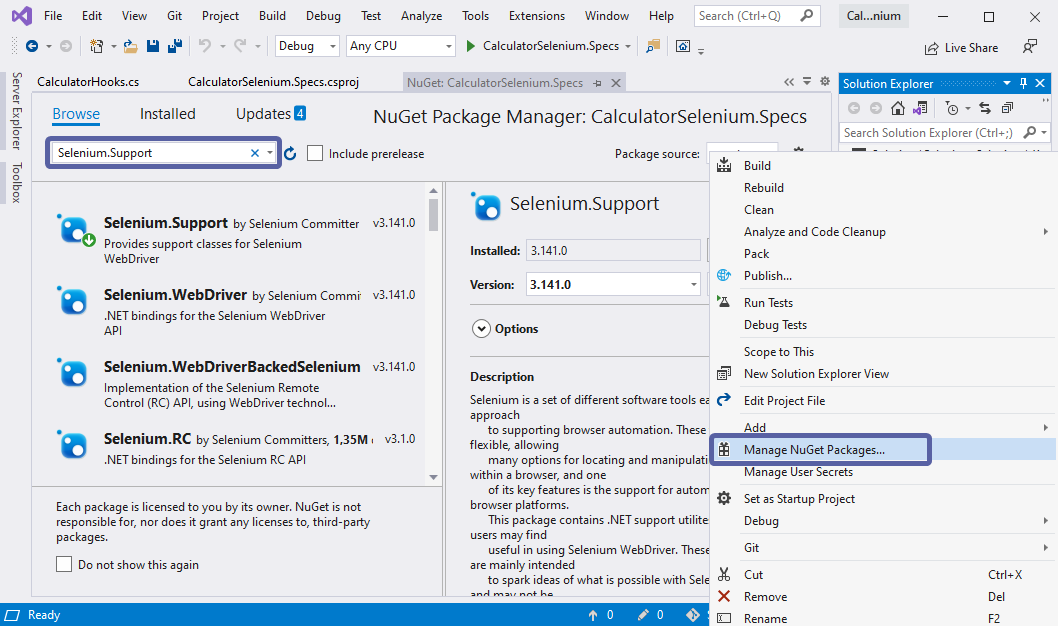 File Edit View Git Project Build Debug Test Analyze Tools Extensions Window Help Search (Ctrl+Q) Cal...nium
Debug Any CPU CalculatorSelenium.Specs Live Share
Server Explorer
Toolbox
CalculatorHooks.cs CalculatorSelenium.Specs.csproj NuGet: CalculatorSelenium.Specs
Browse Installed Updates 4
NuGet Package Manager: CalculatorSelenium.Specs
Selenium.Support
Include prerelease
Package source:
Selenium.Support by Selenium Committer v3.141.0
Provides support classes for Selenium
WebDriver
Selenium.WebDriver by Selenium Commi v3.141.0
.NET bindings for the Selenium WebDriver
API
Selenium.WebDriverBackedSelenium v3.141.0
Implementation of the Selenium Remote
Control (RC) API, using WebDriver technol...
Selenium.RC by Selenium Committers, 1,35M v3.1.0
.NET bindings for the Selenium RC API
Each package is licensed to you by its owner. NuGet is not
responsible for, nor does it grant any licenses to, third-party
packages.
Do not show this again
Selenium.Support
Installed: 3.141.0
Version: 3.141.0
Options
Description
Selenium is a set of different software tools ea
approach
to supporting browser automation. These
flexible, allowing
many options for locating and manipulati
within a browser, and one
of its key features is the support for autom
browser platforms.
This package contains .NET support utilites
users may find
useful in using Selenium WebDriver. These
are mainly intended
to spark ideas of what is possible with Sele
and may not be
Solution Explorer
Search Solution Explorer (Ctrl+;)
Build
Rebuild
Clean
Analyze and Code Cleanup
Pack
Publish...
Run Tests
Debug Tests
Scope to This
New Solution Explorer View
Edit Project File
Add
Manage NuGet Packages...
Manage User Secrets
Set as Startup Project
Debug
Git
Cut Ctrl+X
Remove Del
Rename F2
Ready 0 0